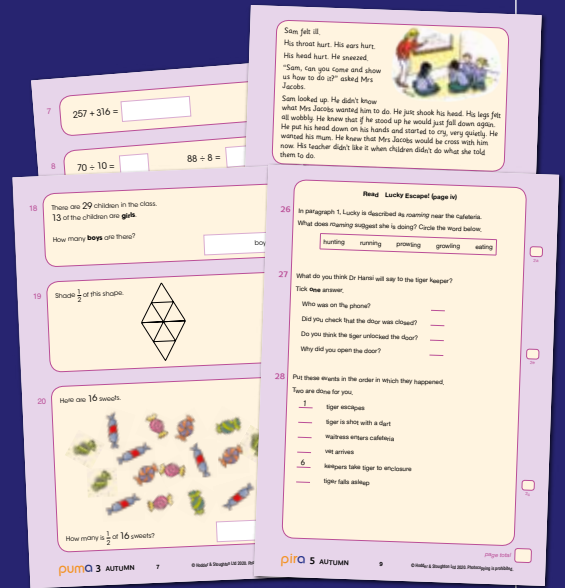 Sam felt ill.
His throat hurt. His ears hurt.
His head hurt. He sneezed.
"Sam, can you come and show
us how to do it?" asked Mrs
Jacobs.
Sam looked up. He didn't know
what Mrs Jacobs wanted him to do. He just shook his head. His legs felt
all wobbly. He knew that if he stood up he would just fall down again.
He put his head down on his hands and started to cry, very quietly. He
wanted his mum. He knew that Mrs Jacobs would be cross with him
now. His teacher didn't like it when children didn't do what she told
them to do.
7
257 + 316 =
8
70 ÷ 10 =
88 ÷ 8 =
18
There are 29 children in the class.
13 of the children are girls.
How many boys are there?
boy
19
Shade 1/2 of this shape.
20
Here are 16 sweets.
How many is 1/2 of 16 sweets?
puma 3 AUTUMN
7
© Hodder & Stoughton Ltd 2020.
Read Lucky Escape! (page iv)
26
In paragraph 1, Lucky is described as roaming near the cafeteria.
What does roaming suggest she is doing? Circle the word below.
hunting running prowling growling eating
27
What do you think Dr Hansi will say to the tiger keeper?
Tick one answer.
Who was on the phone?
Did you check that the door was closed?
Do you think the tiger unlocked the door?
Why did you open the door?
28
Put these events in the order in which they happened.
Two are done for you.
1 tiger escapes
tiger is shot with a dart
waitress enters cafeteria
vet arrives
6 keepers take tiger to enclosure
tiger falls asleep
page total
pira 5 AUTUMN
9
© Hodder & Stoughton Ltd 2020. Photocopying is prohibited.